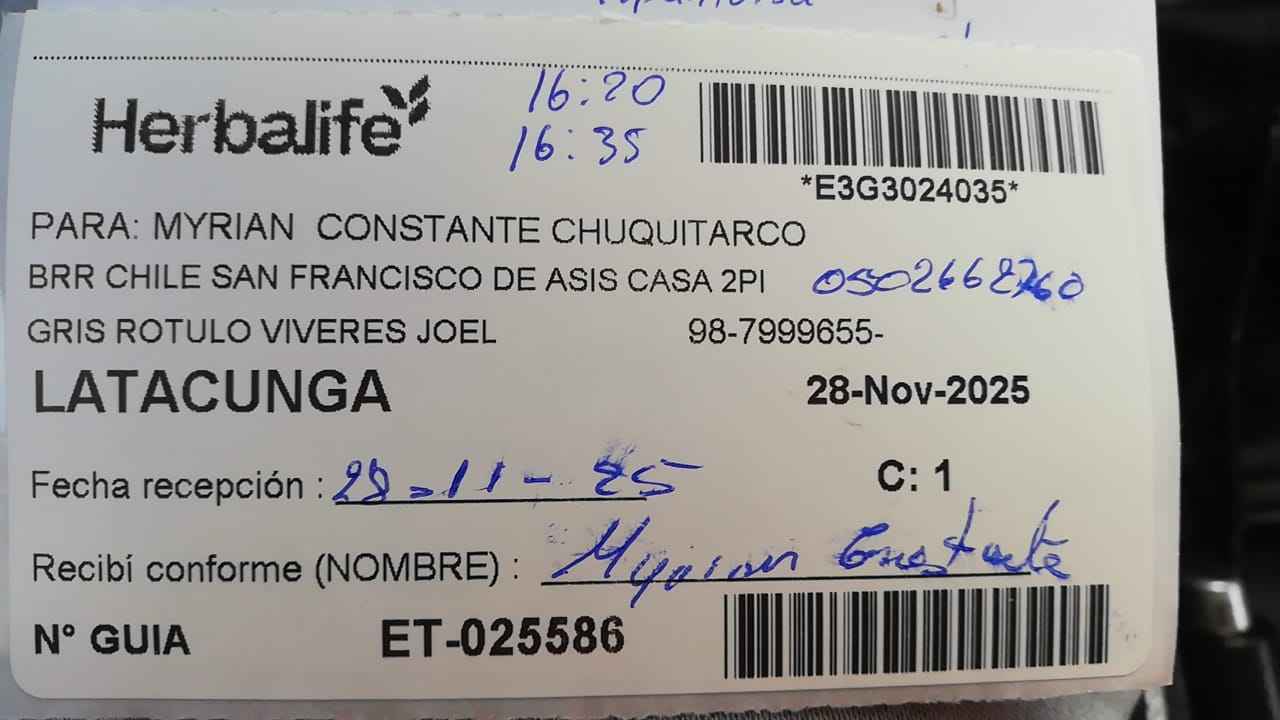 Herbalife
16:20
16:35
*E3G3024035*
PARA: MYRIAN CONSTANTE CHUQUITARCO
BRR CHILE SAN FRANCISCO DE ASIS CASA 2PI
GRIS ROTULO VIVERES JOEL 98-7999655-
LATACUNGA 28-Nov-2025
Fecha recepción : 28-11-25
C: 1
Recibí conforme (NOMBRE) : Myrian Constante
N° GUIA ET-025586